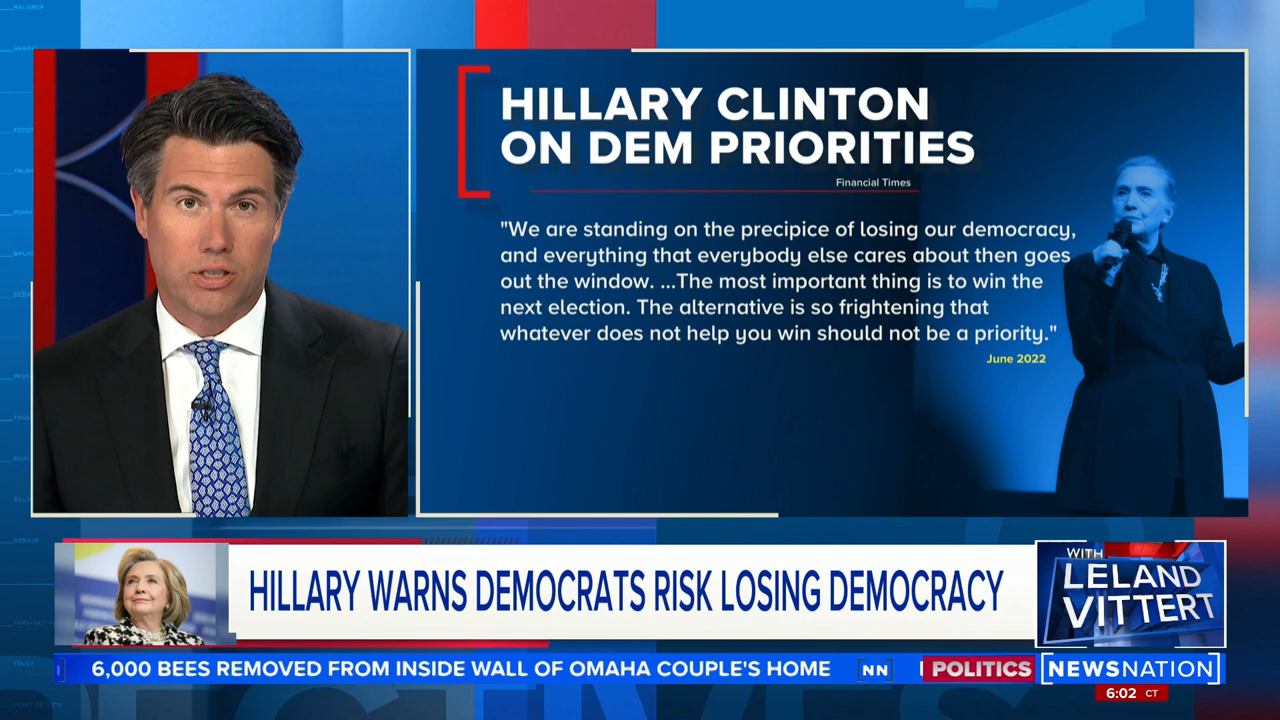 HILLARY CLINTON
ON DEM PRIORITIES
Financial Times
"We are standing on the precipice of losing our democracy,
and everything that everybody else cares about then goes
out the window. ...The most important thing is to win the
next election. The alternative is so frightening that
whatever does not help you win should not be a priority."
June 2022
HILLARY WARNS DEMOCRATS RISK LOSING DEMOCRACY
WITH
LELAND
VITTERT
6,000 BEES REMOVED FROM INSIDE WALL OF OMAHA COUPLE'S HOME
NN
POLITICS
NEWSNATION
6:02 CT